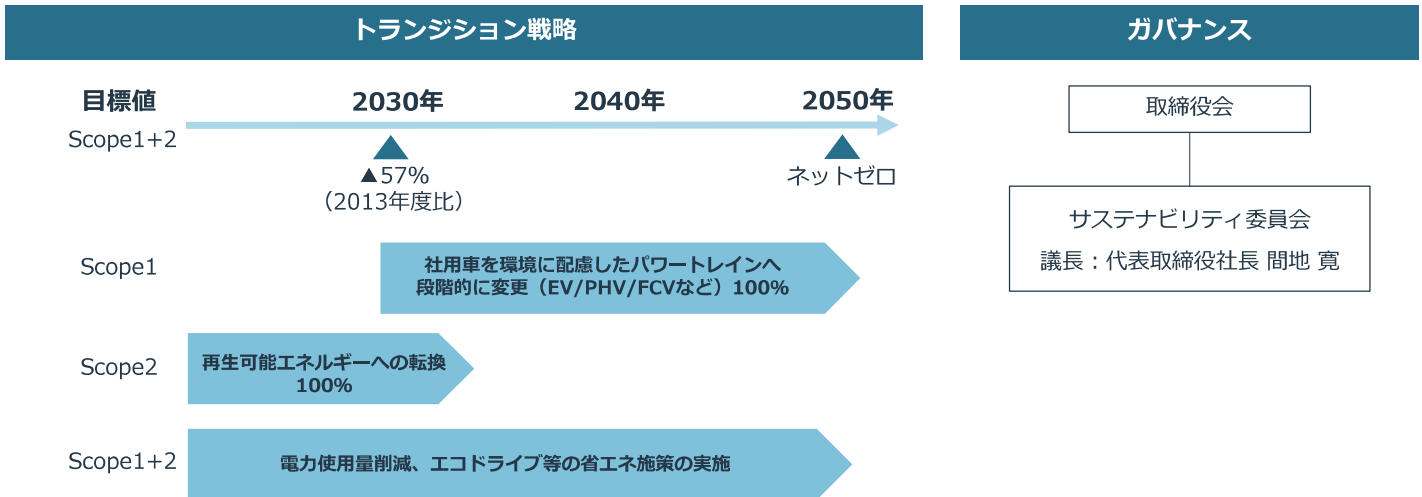 トランジション戦略
目標値
2030年
2040年
2050年
Scope1+2
▲57%
（2013年度比）
ネットゼロ
Scope1
社用車を環境に配慮したパワートレインへ
段階的に変更（EV/PHV/FCVなど）100%
Scope2
再生可能エネルギーへの転換
100%
Scope1+2
電力使用量削減、エコドライブ等の省エネ施策の実施
ガバナンス
取締役会
サステナビリティ委員会
議長：代表取締役社長 間地 寛